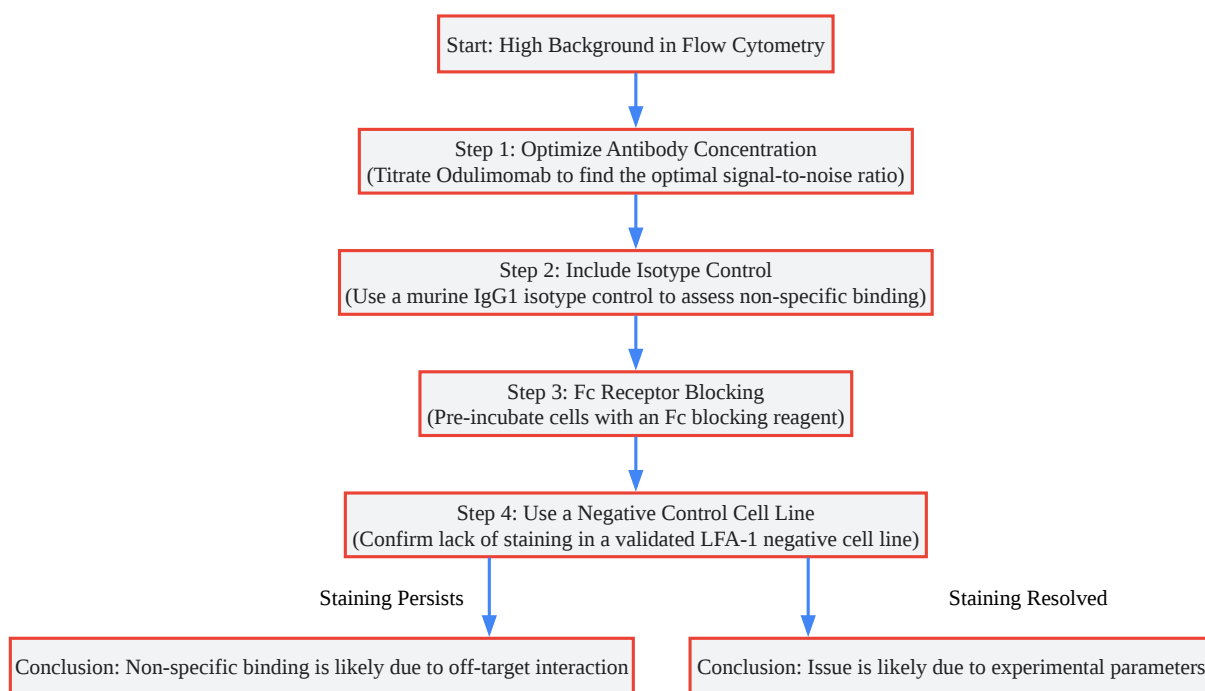 Start: High Background in Flow Cytometry
Step 1: Optimize Antibody Concentration
(Titrate Odulimomab to find the optimal signal-to-noise ratio)
Step 2: Include Isotype Control
(Use a murine IgG1 isotype control to assess non-specific binding)
Step 3: Fc Receptor Blocking
(Pre-incubate cells with an Fc blocking reagent)
Step 4: Use a Negative Control Cell Line
(Confirm lack of staining in a validated LFA-1 negative cell line)
Staining Persists
Staining Resolved
Conclusion: Non-specific binding is likely due to off-target interaction
Conclusion: Issue is likely due to experimental parameters